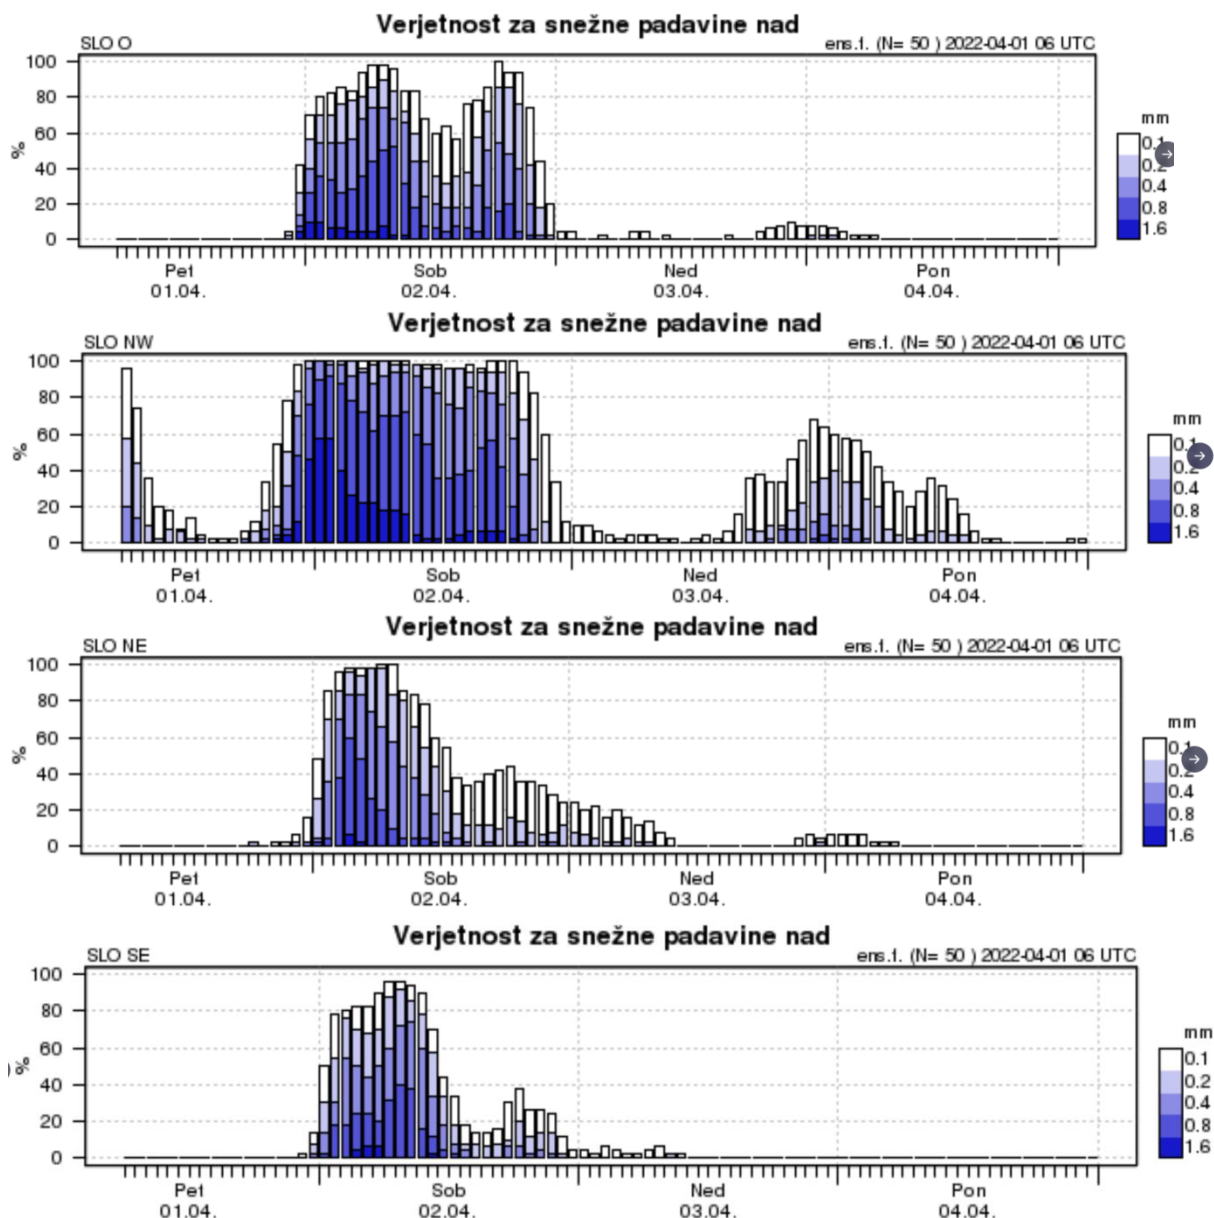 Verjetnost za snežne padavine nad
SLO O
ens.f. (N= 50 ) 2022-04-01 06 UTC
100
80
60
40
20
0
%
mm
0.1
0.2
0.4
0.8
1.6
Pet
Sob
Ned
Pon
01.04.
02.04.
03.04.
04.04.
Verjetnost za snežne padavine nad
SLO NW
ens.f. (N= 50 ) 2022-04-01 06 UTC
100
80
60
40
20
0
%
mm
0.1
0.2
0.4
0.8
1.6
Pet
Sob
Ned
Pon
01.04.
02.04.
03.04.
04.04.
Verjetnost za snežne padavine nad
SLO NE
ens.f. (N= 50 ) 2022-04-01 06 UTC
100
80
60
40
20
0
%
mm
0.1
0.2
0.4
0.8
1.6
Pet
Sob
Ned
Pon
01.04.
02.04.
03.04.
04.04.
Verjetnost za snežne padavine nad
SLO SE
ens.f. (N= 50 ) 2022-04-01 06 UTC
100
80
60
40
20
0
%
mm
0.1
0.2
0.4
0.8
1.6
Pet
Sob
Ned
Pon
01.04.
02.04.
03.04.
04.04.